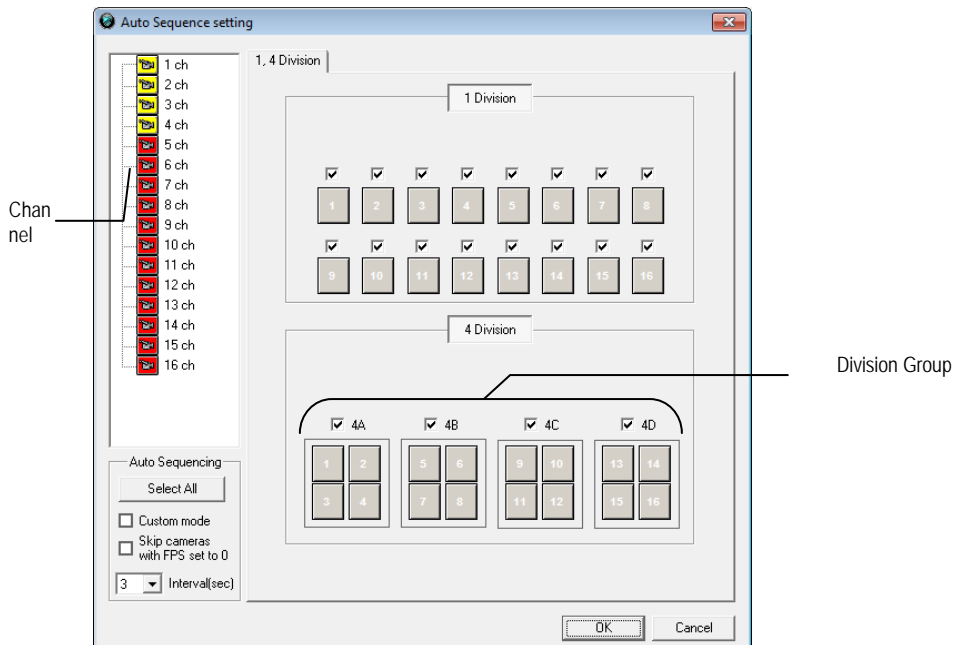 Auto Sequence setting
1 ch
2 ch
3 ch
4 ch
5 ch
6 ch
7 ch
8 ch
9 ch
10 ch
11 ch
12 ch
13 ch
14 ch
15 ch
16 ch
Chan
nel
Auto Sequencing
Select All
Custom mode
Skip cameras
with FPS set to 0
3 Interval(sec)
1, 4 Division
1 Division
1 2 3 4 5 6 7 8
9 10 11 12 13 14 15 16
4 Division
Division Group
4A 4B 4C 4D
1 2 5 6 9 10 13 14
3 4 7 8 11 12 15 16
OK Cancel